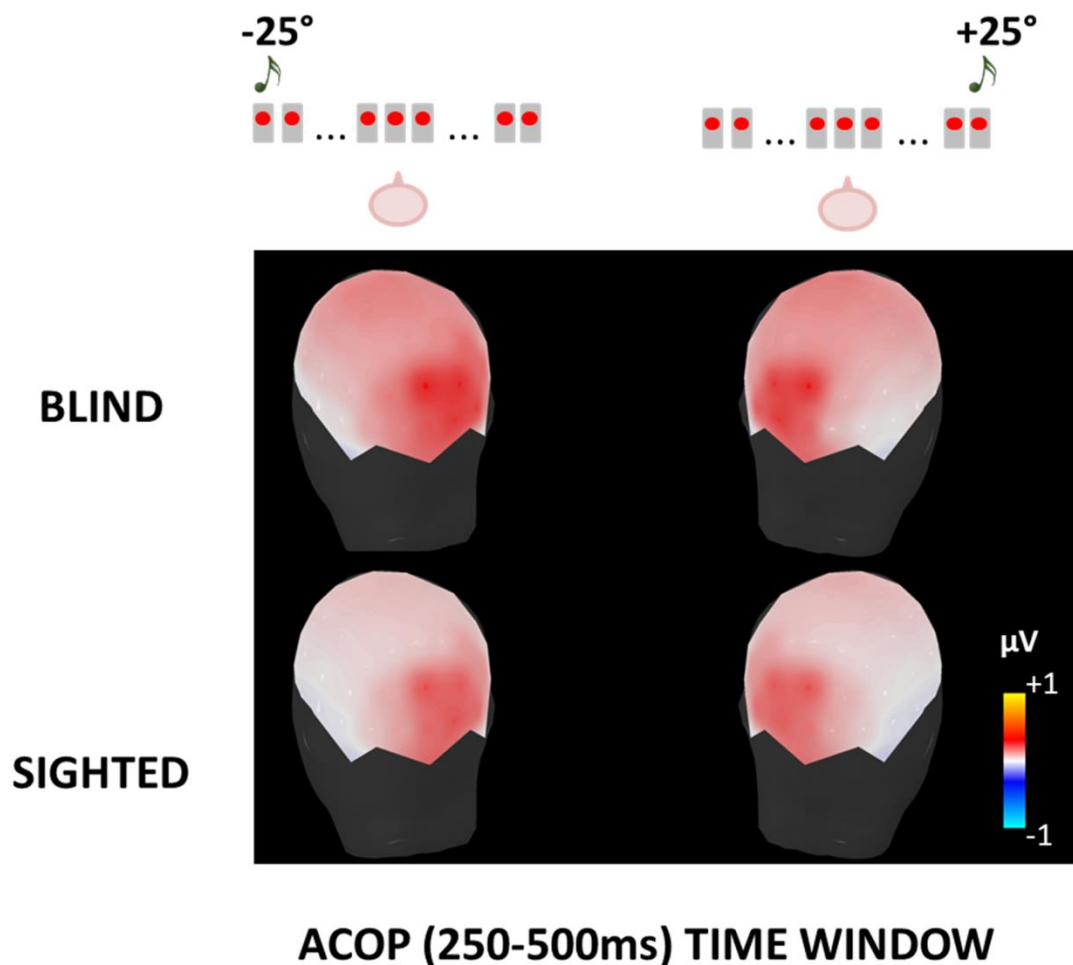 -25°
+25°
... ...
... ...
BLIND
SIGHTED
µV
+1
-1
ACOP (250-500ms) TIME WINDOW